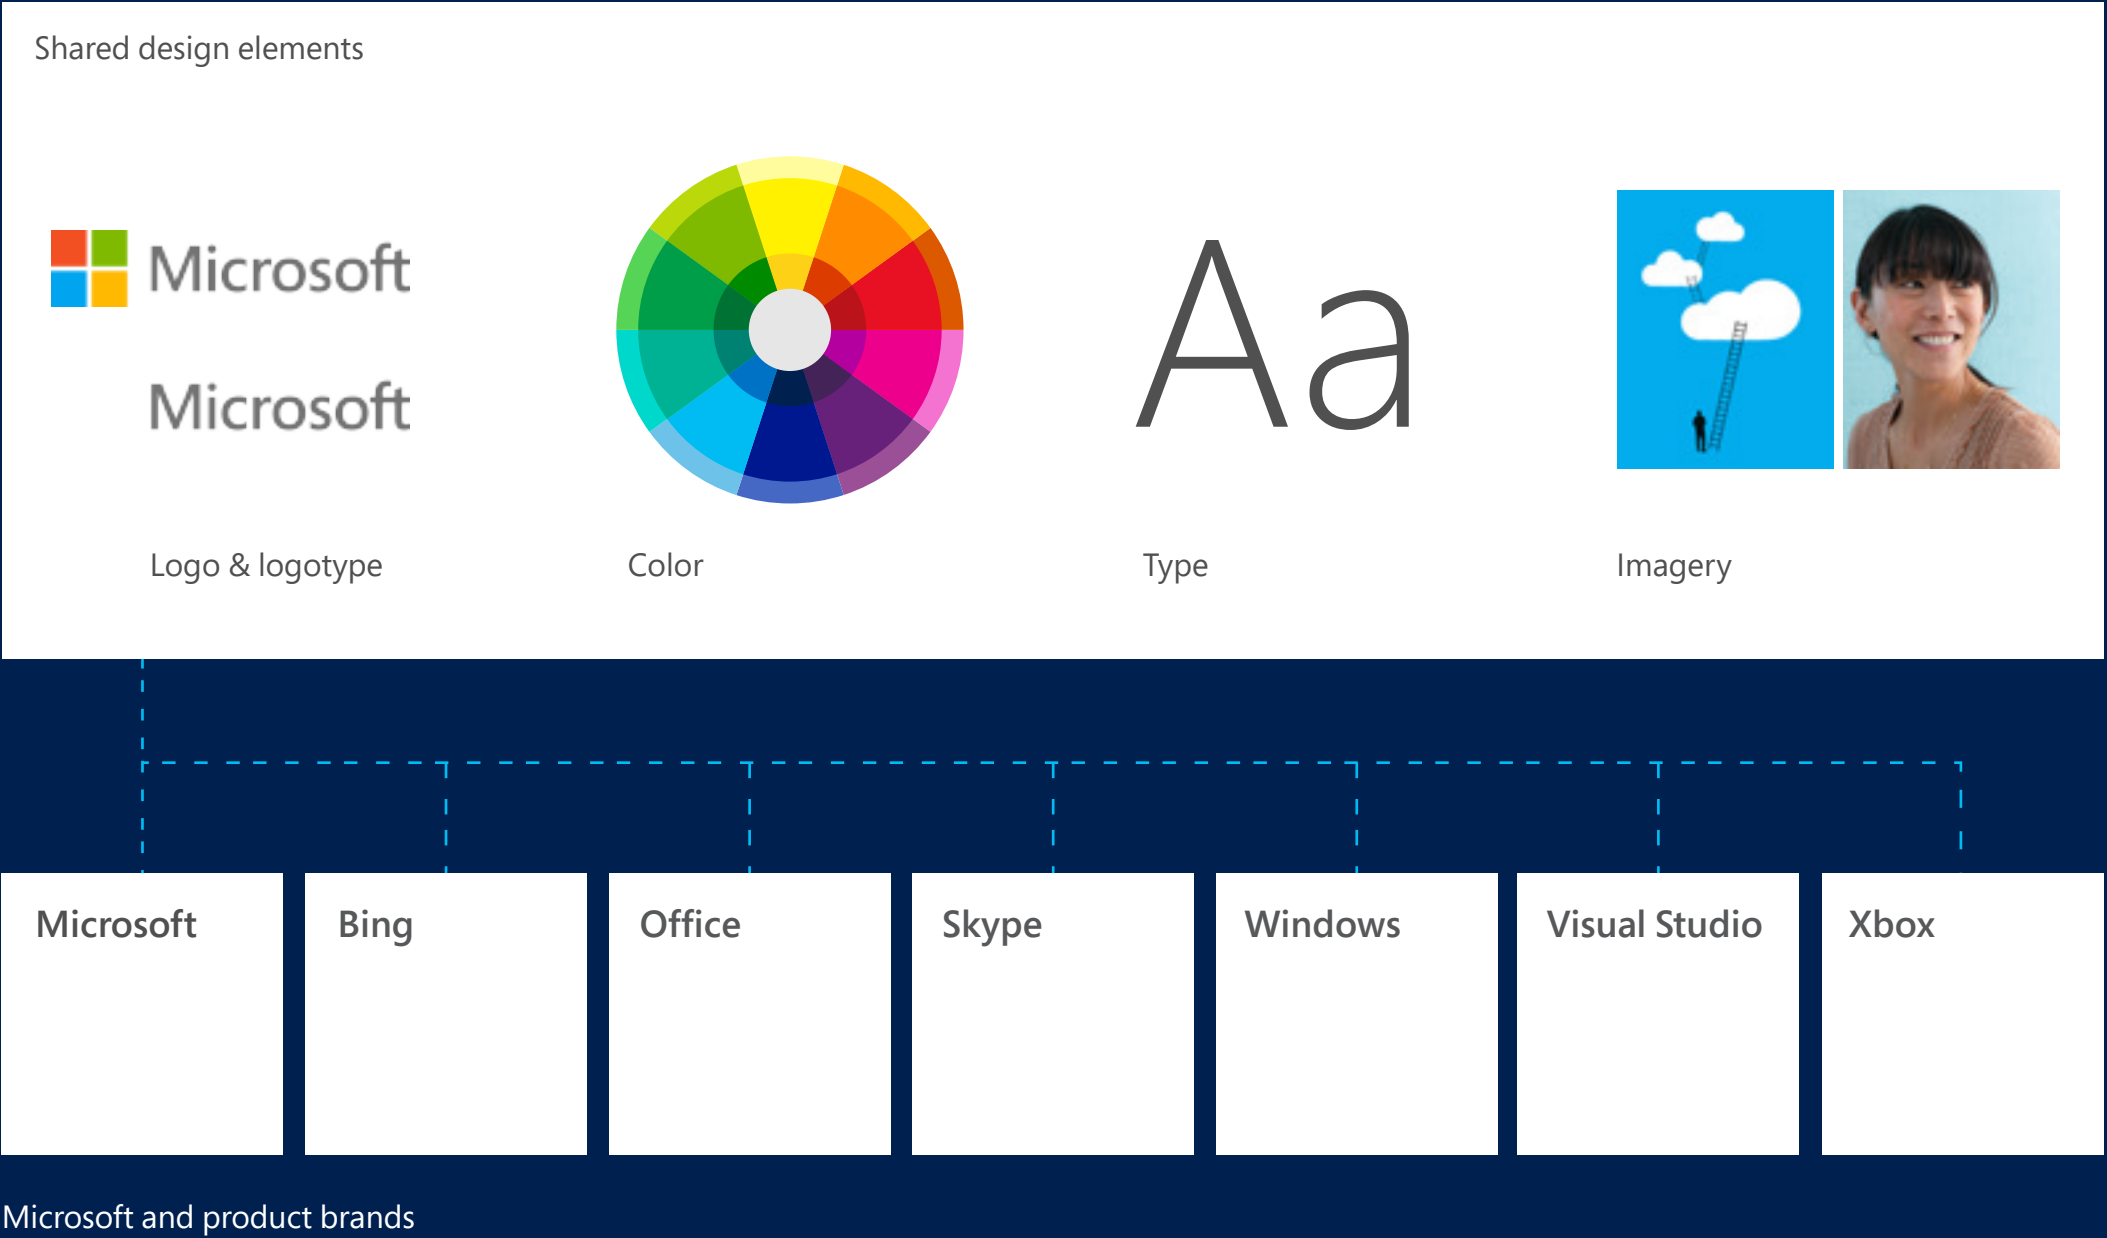 Shared design elements
Microsoft
Microsoft
Aa
Logo & logotype
Color
Type
Imagery
Microsoft
Bing
Office
Skype
Windows
Visual Studio
Xbox
Microsoft and product brands